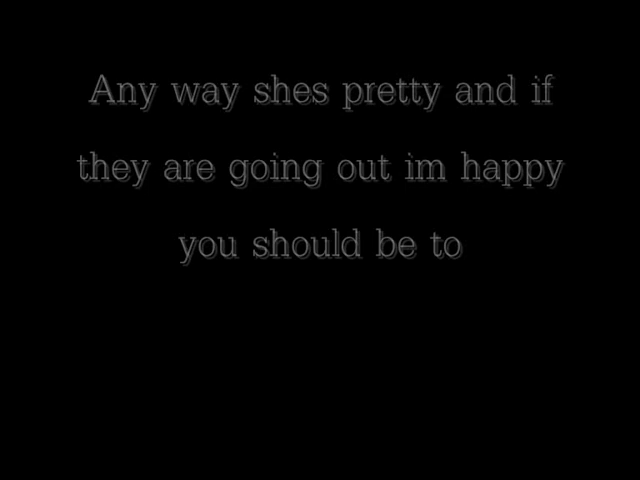 Any way shes pretty and if
they are going out im happy
you should be to